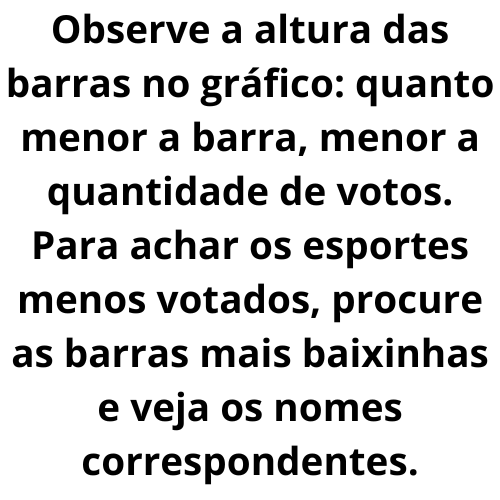 Observe a altura das
barras no gráfico: quanto
menor a barra, menor a
quantidade de votos.
Para achar os esportes
menos votados, procure
as barras mais baixinhas
e veja os nomes
correspondentes.